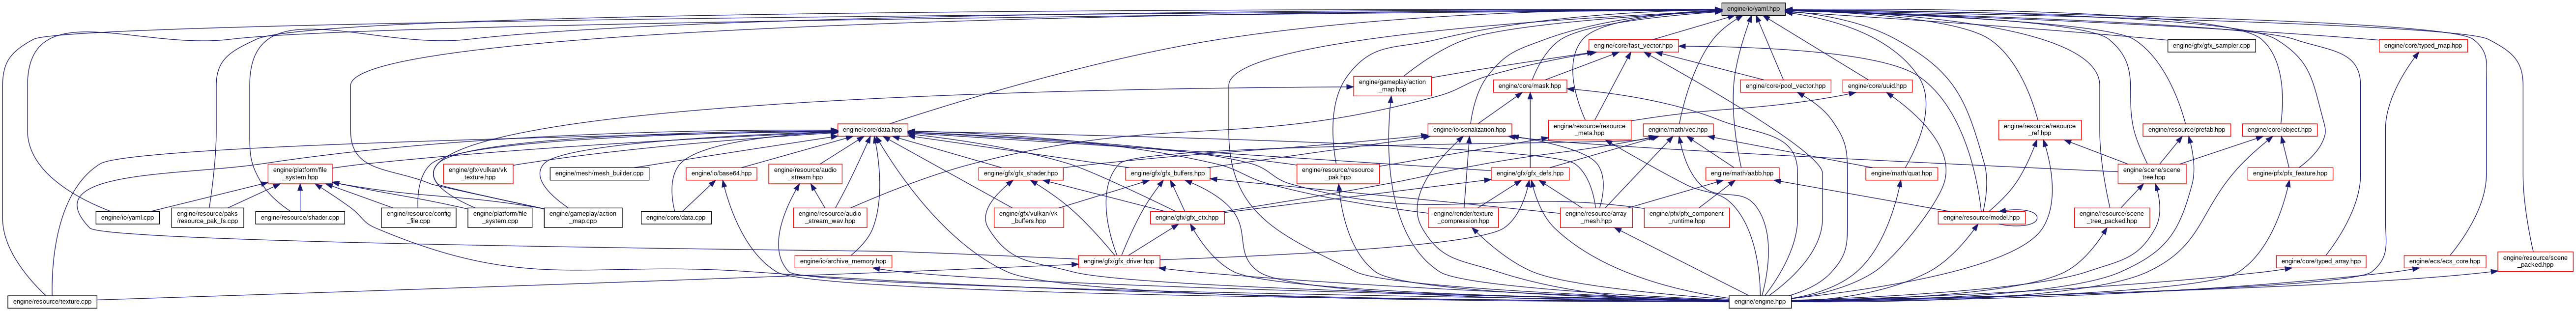 engine/io/yaml.hpp
engine/core/fast_vector.hpp
engine/gfx/gfx_sampler.cpp
engine/core/typed_map.hpp
engine/gameplay/action
_map.hpp
engine/core/mask.hpp
engine/core/pool_vector.hpp
engine/core/uuid.hpp
engine/core/data.hpp
engine/io/serialization.hpp
engine/resource/resource
_meta.hpp
engine/math/vec.hpp
engine/resource/resource
_ref.hpp
engine/resource/prefab.hpp
engine/core/object.hpp
engine/platform/file
_system.hpp
engine/gfx/vulkan/vk
_texture.hpp
engine/mesh/mesh_builder.cpp
engine/io/base64.hpp
engine/resource/audio
_stream.hpp
engine/gfx/gfx_shader.hpp
engine/gfx/gfx_buffers.hpp
engine/resource/resource
_pak.hpp
engine/gfx/gfx_defs.hpp
engine/math/aabb.hpp
engine/math/quat.hpp
engine/scene/scene
_tree.hpp
engine/pfx/pfx_feature.hpp
engine/io/yaml.cpp
engine/resource/paks
/resource_pak_fs.cpp
engine/resource/shader.cpp
engine/resource/config
_file.cpp
engine/platform/file
_system.cpp
engine/gameplay/action
_map.cpp
engine/core/data.cpp
engine/resource/audio
_stream_wav.hpp
engine/gfx/vulkan/vk
_buffers.hpp
engine/gfx/gfx_ctx.hpp
engine/render/texture
_compression.hpp
engine/resource/array
_mesh.hpp
engine/pfx/pfx_component
_runtime.hpp
engine/resource/model.hpp
engine/resource/scene
_tree_packed.hpp
engine/io/archive_memory.hpp
engine/gfx/gfx_driver.hpp
engine/core/typed_array.hpp
engine/ecs/ecs_core.hpp
engine/resource/scene
_packed.hpp
engine/resource/texture.cpp
engine/engine.hpp